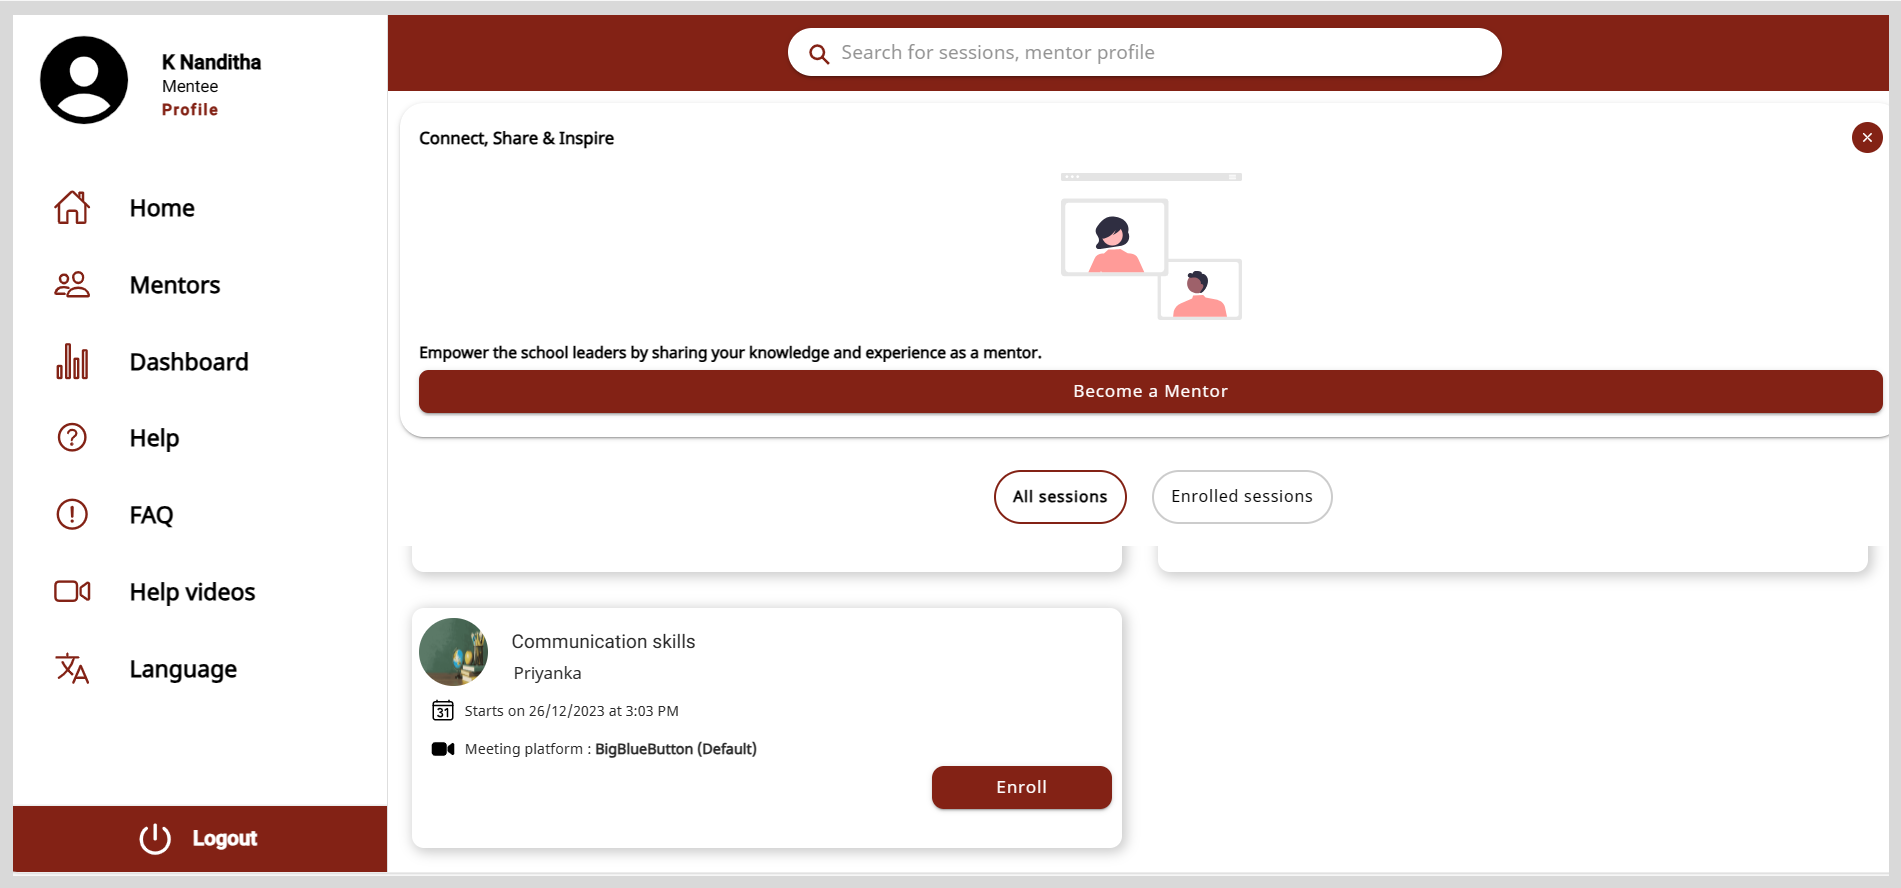 K Nanditha
Mentee
Profile
Home
Mentors
Dashboard
Help
FAQ
Help videos
Language
Logout
Search for sessions, mentor profile
Connect, Share & Inspire
Empower the school leaders by sharing your knowledge and experience as a mentor.
Become a Mentor
All sessions
Enrolled sessions
Communication skills
Priyanka
31
Starts on 26/12/2023 at 3:03 PM
Meeting platform : BigBlueButton (Default)
Enroll